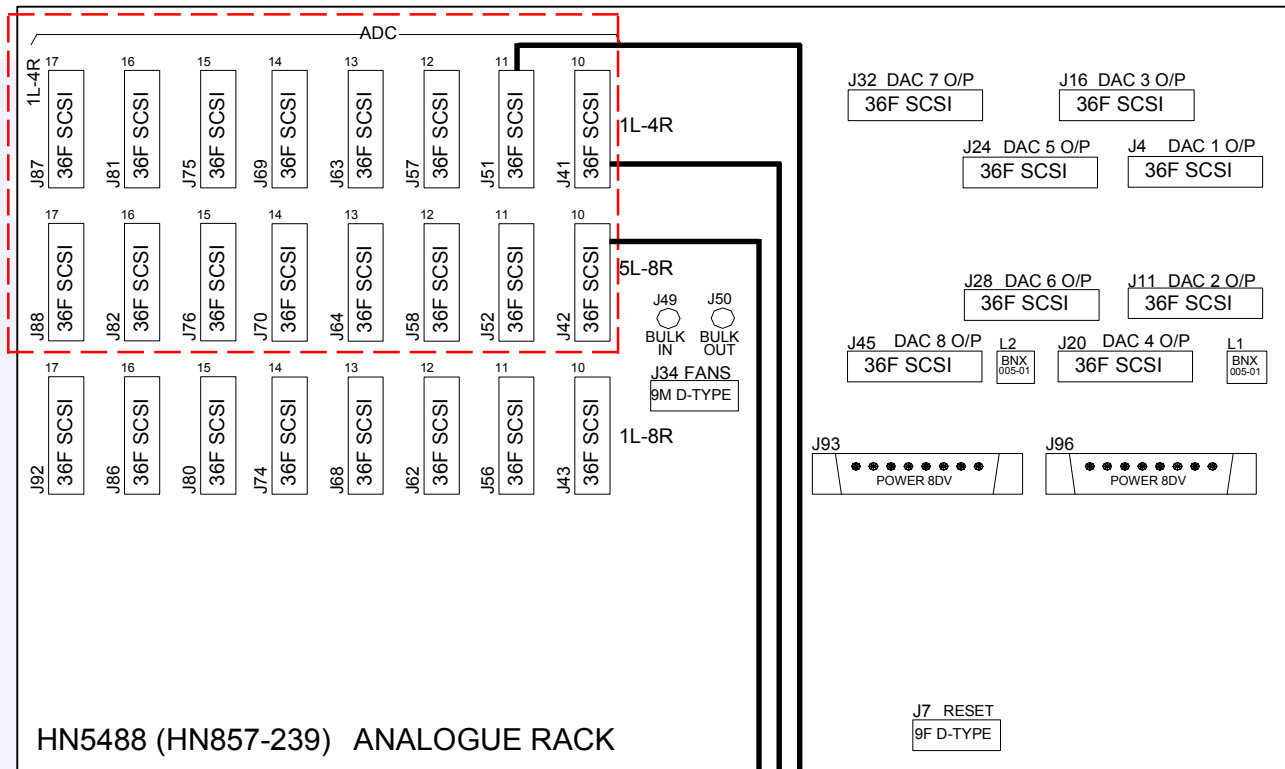 ADC
1L-4R
17 16 15 14 13 12 11 10
J87 36F SCSI J81 36F SCSI J75 36F SCSI J69 36F SCSI J63 36F SCSI J57 36F SCSI J51 36F SCSI J41 36F SCSI
1L-4R
17 16 15 14 13 12 11 10
J88 36F SCSI J82 36F SCSI J76 36F SCSI J70 36F SCSI J64 36F SCSI J58 36F SCSI J52 36F SCSI J42 36F SCSI
5L-8R
17 16 15 14 13 12 11 10
J92 36F SCSI J86 36F SCSI J80 36F SCSI J74 36F SCSI J68 36F SCSI J62 36F SCSI J56 36F SCSI J43 36F SCSI
1L-8R
J49
BULK
IN
J50
BULK
OUT
J34 FANS
9M D-TYPE
J32 DAC 7 O/P
36F SCSI
J16 DAC 3 O/P
36F SCSI
J24 DAC 5 O/P
36F SCSI
J4 DAC 1 O/P
36F SCSI
J28 DAC 6 O/P
36F SCSI
J11 DAC 2 O/P
36F SCSI
J45 DAC 8 O/P
36F SCSI
L2
BNX
005-01
J20 DAC 4 O/P
36F SCSI
L1
BNX
005-01
J93
POWER 8DV
J96
POWER 8DV
J7 RESET
9F D-TYPE
HN5488 (HN857-239) ANALOGUE RACK